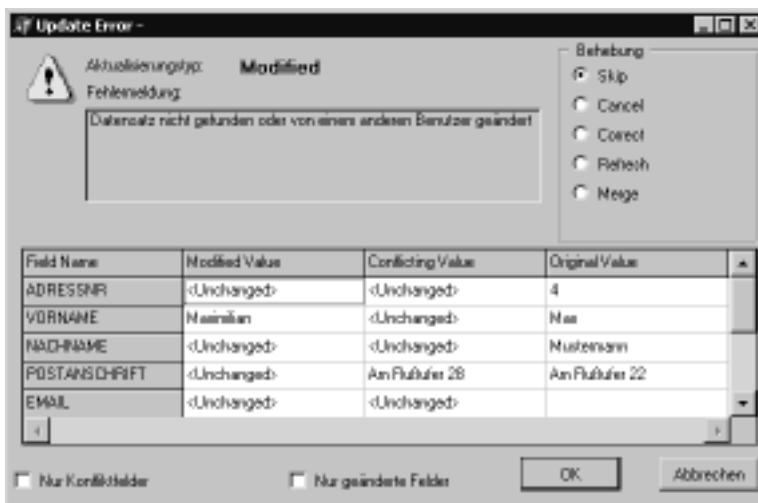 Update Error -
Aktualisierungstyp: Modified
Fehlermeldung:
Datensatz nicht gefunden oder von einem anderen Benutzer geändert
Behebung
Skip
Cancel
Correct
Refresh
Merge
Field Name Modified Value Conflicting Value Original Value
ADRESSNR <Unchanged> <Unchanged> 4
VORNAME Maximilian <Unchanged> Max
NACHNAME <Unchanged> <Unchanged> Mustermann
POSTANSCHRIFT <Unchanged> Am Flußufer 28 Am Flußufer 22
EMAIL <Unchanged> <Unchanged>
Nur Konfliktfelder Nur geänderte Felder OK Abbrechen